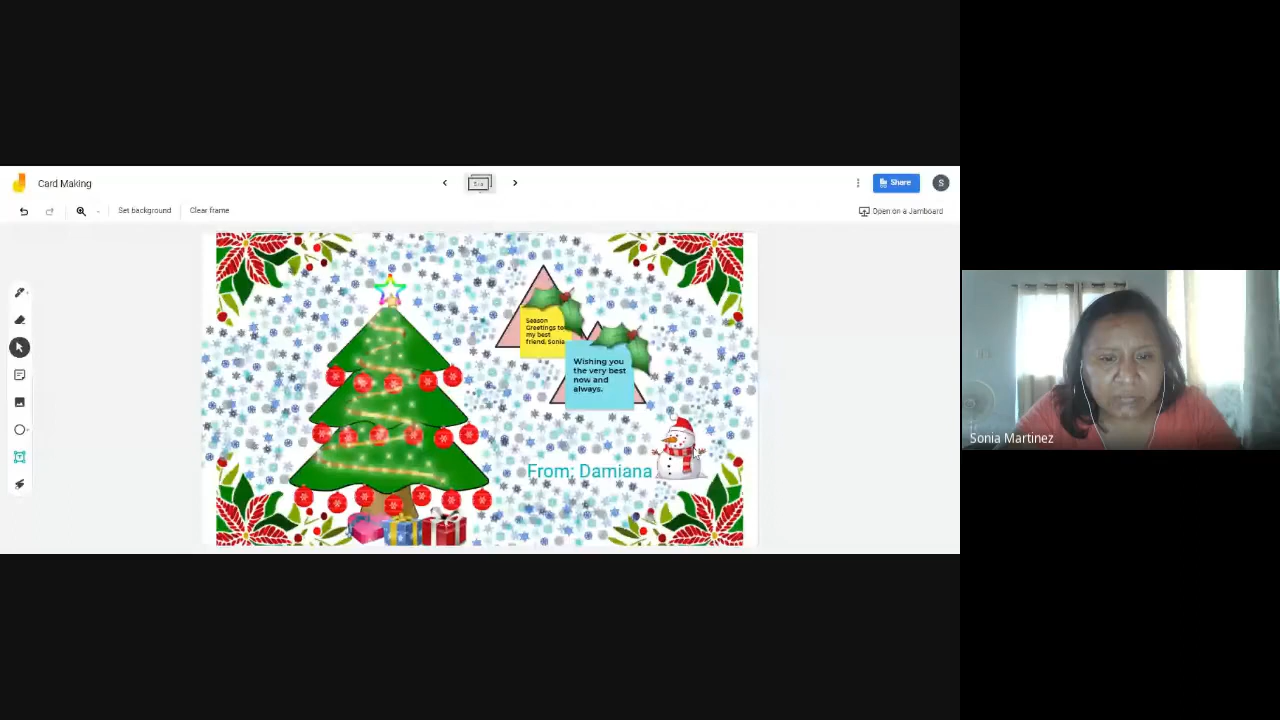 Card Making
Share
S
Set background
Clear frame
Open on a Jamboard
Season
Greetings to
my best
friend, Sonia
Wishing you
the very best
now and
always.
From; Damiana
Sonia Martinez